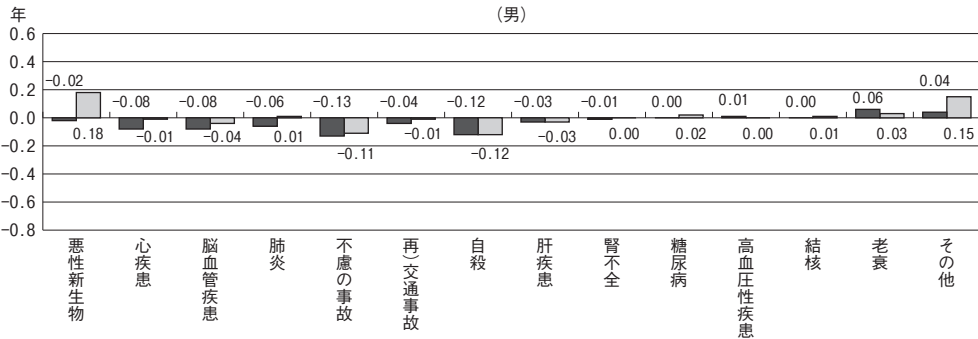 年
(男)
0.6
0.4
0.2
0.0
-0.2
-0.4
-0.6
-0.8
-0.02 -0.08 -0.08 -0.06 -0.13 -0.04 -0.12 -0.03 -0.01 0.00 0.01 0.00 0.06 0.04
0.18 -0.01 -0.04 0.01 -0.11 -0.01 -0.12 -0.03 0.00 0.02 0.00 0.01 0.03 0.15
悪性新生物
心疾患
脳血管疾患
肺炎
不慮の事故
再)交通事故
自殺
肝疾患
腎不全
糖尿病
高血圧性疾患
結核
老衰
その他